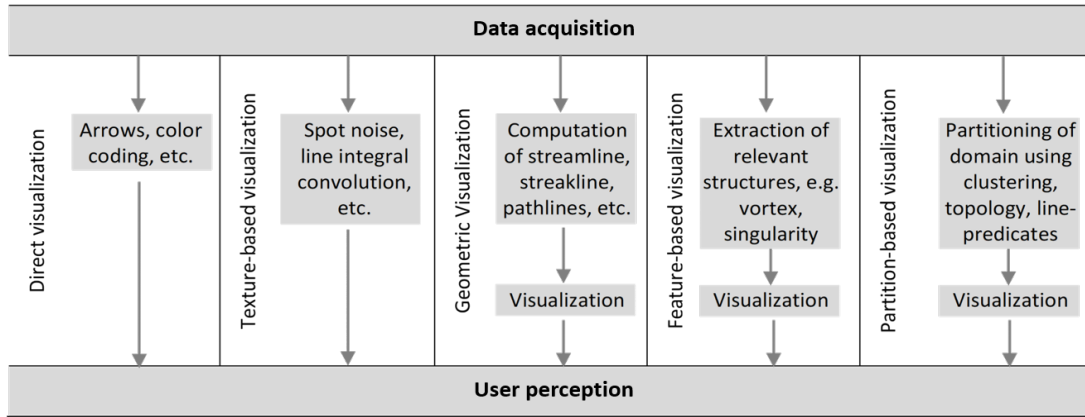 Data acquisition
Direct visualization
Arrows, color
coding, etc.
Texture-based visualization
Spot noise,
line integral
convolution,
etc.
Geometric Visualization
Computation
of streamline,
streakline,
pathlines, etc.
Visualization
Feature-based visualization
Extraction of
relevant
structures, e.g.
vortex,
singularity
Visualization
Partition-based visualization
Partitioning of
domain using
clustering,
topology, line-
predicates
Visualization
User perception